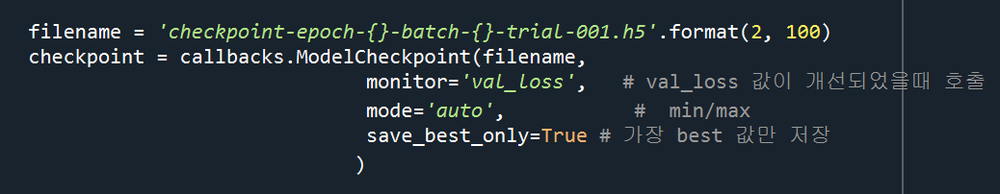 filename = 'checkpoint-epoch-{}-batch-{}-trial-001.h5'.format(2, 100)
checkpoint = callbacks.ModelCheckpoint(filename,
monitor='val_loss', # val_loss 값이 개선되었을때 호출
mode='auto', # min/max
save_best_only=True # 가장 best 값만 저장
)